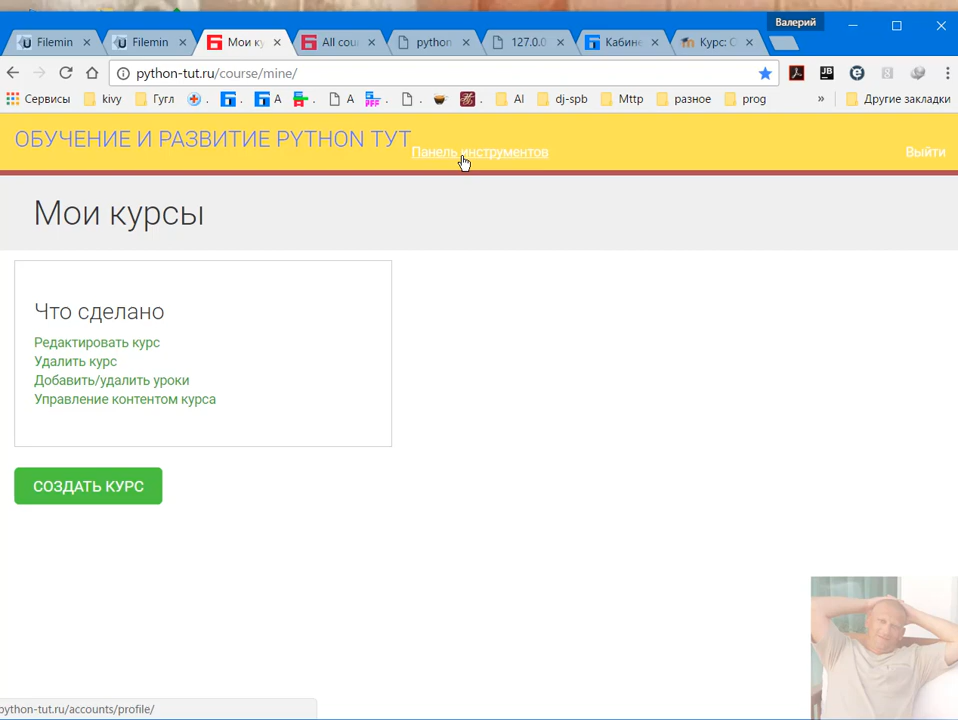 Валерий
Filemin
Filemin
Мои ку
All cou
python
127.0.0
Кабине
Курс: С
python-tut.ru/course/mine/
Сервисы
kivy
Гугл
А
А
AI
dj-spb
Mttp
разное
prog
»
Другие закладки
ОБУЧЕНИЕ И РАЗВИТИЕ PYTHON ТУТ
Панель инструментов
Выйти
Мои курсы
Что сделано
Редактировать курс
Удалить курс
Добавить/удалить уроки
Управление контентом курса
СОЗДАТЬ КУРС
python-tut.ru/accounts/profile/